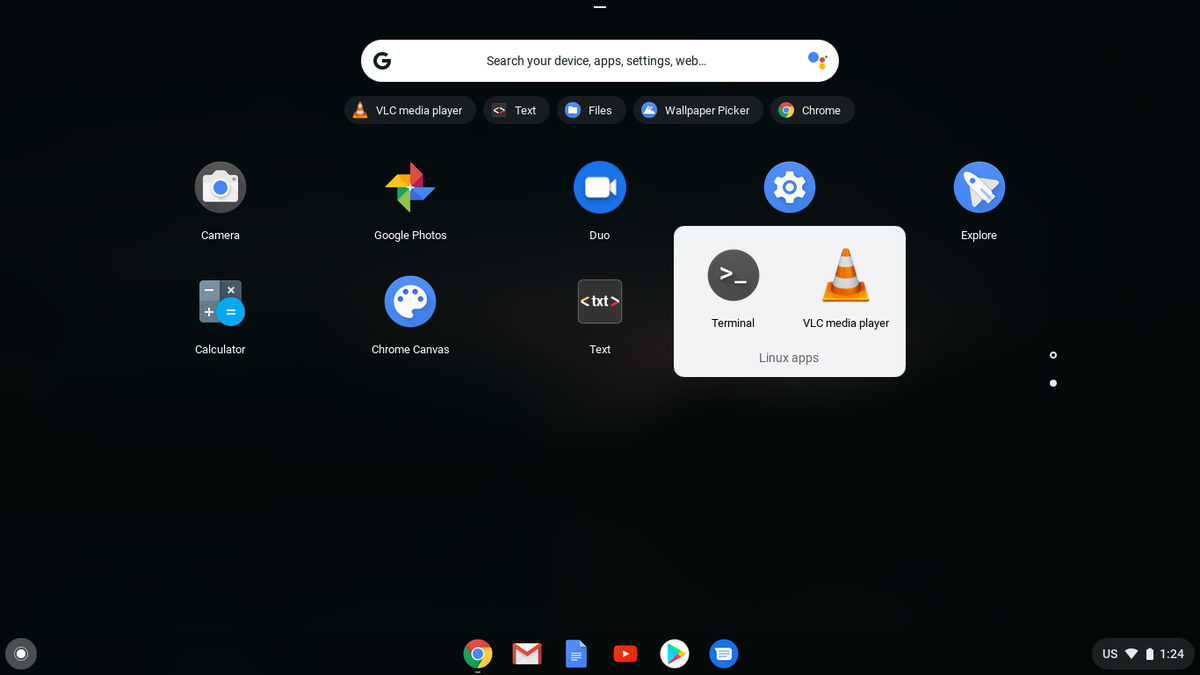 Search your device, apps, settings, web...
VLC media player
Text
Files
Wallpaper Picker
Chrome
Camera
Google Photos
Duo
Explore
>_
Terminal
VLC media player
Linux apps
Calculator
Chrome Canvas
<txt>
Text
US
1:24